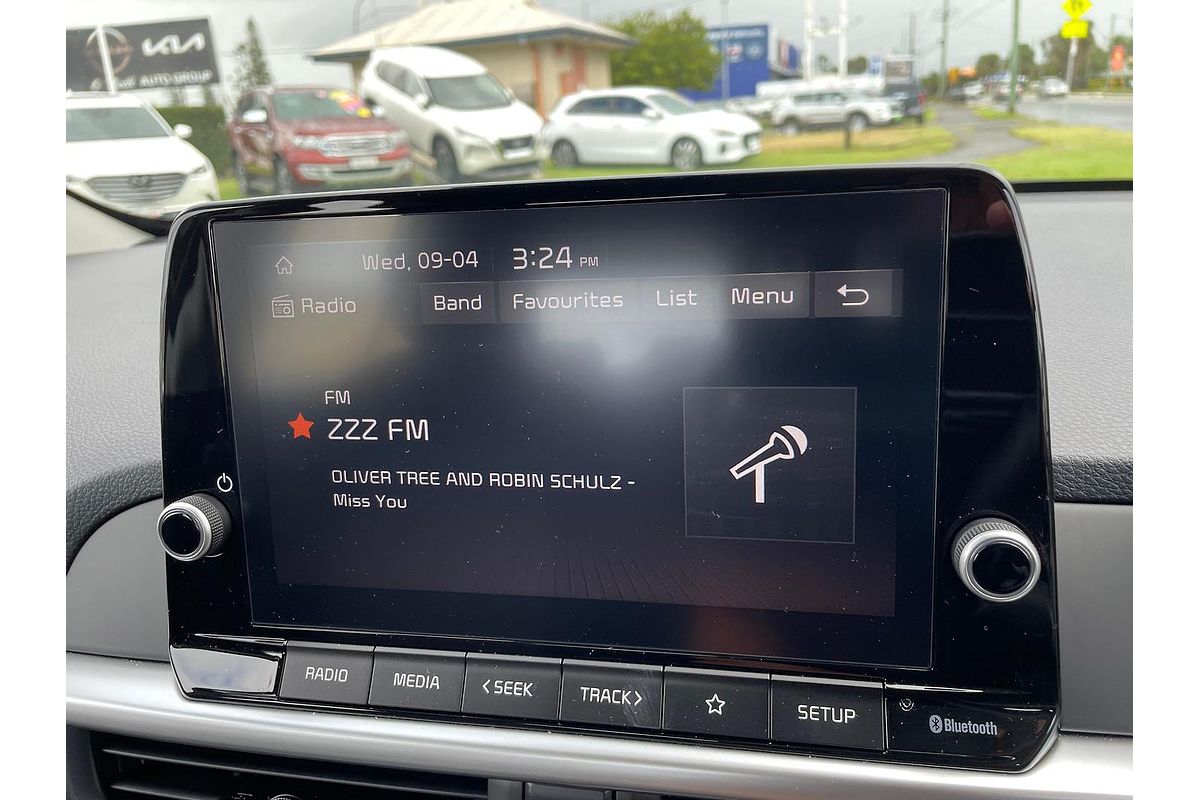 KIA
AUTO GROUP
Wed, 09-04 3:24 PM
Radio Band Favourites List Menu
FM
ZZZ FM
OLIVER TREE AND ROBIN SCHULZ -
Miss You
RADIO MEDIA <SEEK TRACK> SETUP
Bluetooth